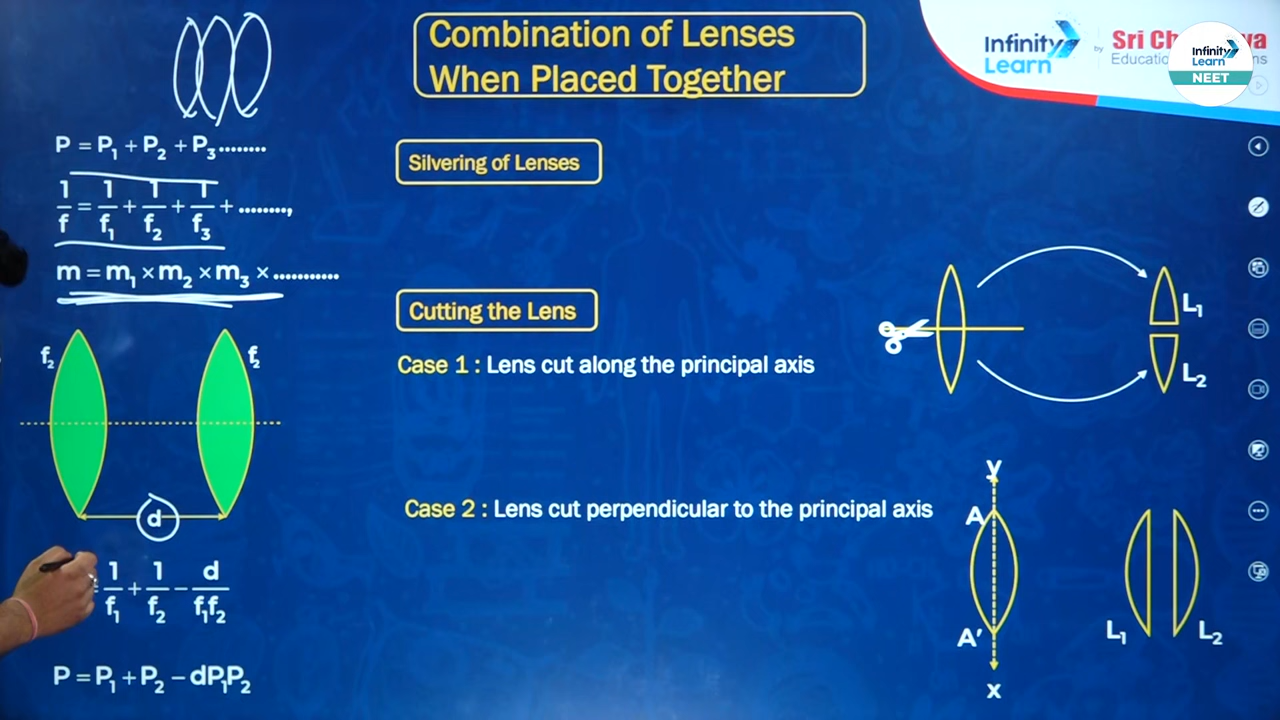 Combination of Lenses
When Placed Together
Infinity
Learn
by
Sri Ch
Educatio
Infinity
Learn
NEET
P = P₁ + P₂ + P₃........
1/f = 1/f₁ + 1/f₂ + 1/f₃ + ........,
m = m₁ × m₂ × m₃ × ...........
f₂
f₂
d
1/f₁ + 1/f₂ − d/f₁f₂
P = P₁ + P₂ − dP₁P₂
Silvering of Lenses
Cutting the Lens
Case 1 : Lens cut along the principal axis
L₁
L₂
Case 2 : Lens cut perpendicular to the principal axis
y
A
A'
x
L₁
L₂